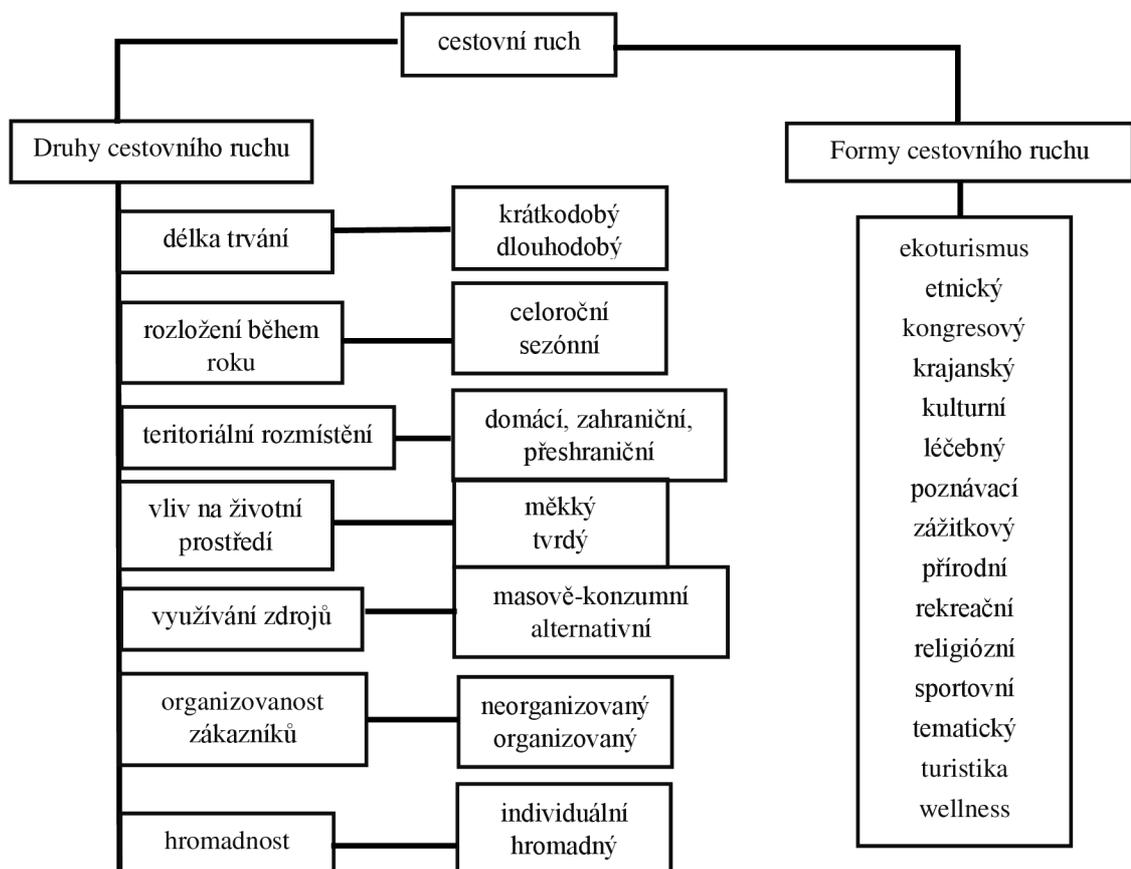 cestovní ruch
Druhy cestovního ruchu
délka trvání
krátkodobý
dlouhodobý
rozložení během
roku
celoroční
sezónní
teritoriální rozmístění
domácí, zahraniční,
přeshraniční
vliv na životní
prostředí
měkký
tvrdý
využívání zdrojů
masově-konzumní
alternativní
organizovanost
zákazníků
neorganizovaný
organizovaný
hromadnost
individuální
hromadný
Formy cestovního ruchu
ekoturismus
etnický
kongresový
krajanský
kulturní
léčebný
poznávací
zážitkový
přírodní
rekreační
religiózní
sportovní
tematický
turistika
wellness